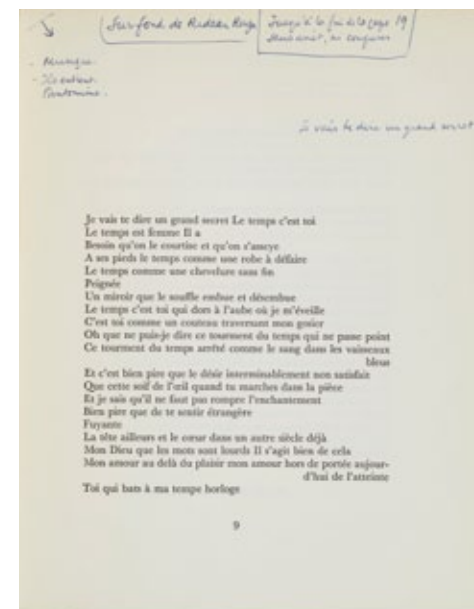 Sur fond de Rideau Rouge
Jusqu'à la fin de la page 19
- Musique.
- Ils entrent.
Pantomime.
je vais te dire un grand secret
Je vais te dire un grand secret Le temps c'est toi
Le temps est femme Il a
Besoin qu'on le courtise et qu'on s'asseye
A ses pieds le temps comme une robe à défaire
Le temps comme une chevelure sans fin
Peignée
Un miroir que le souffle embue et désembue
Le temps c'est toi qui dors à l'aube où je m'éveille
C'est toi comme un couteau traversant mon gosier
Oh que ne puis-je dire ce tourment du temps qui ne passe point
Ce tourment du temps arrêté comme le sang dans les vaisseaux
bleus
Et c'est bien pire que le désir interminablement non satisfait
Que cette soif de l'œil quand tu marches dans la pièce
Et je sais qu'il ne faut pas rompre l'enchantement
Bien pire que de te sentir étrangère
Fuyante
La tête ailleurs et le cœur dans un autre siècle déjà
Mon Dieu que les mots sont lourds Il s'agit bien de cela
Mon amour au delà du plaisir mon amour hors de portée aujour-
d'hui de l'atteinte
Toi qui bats à ma tempe horloge
9